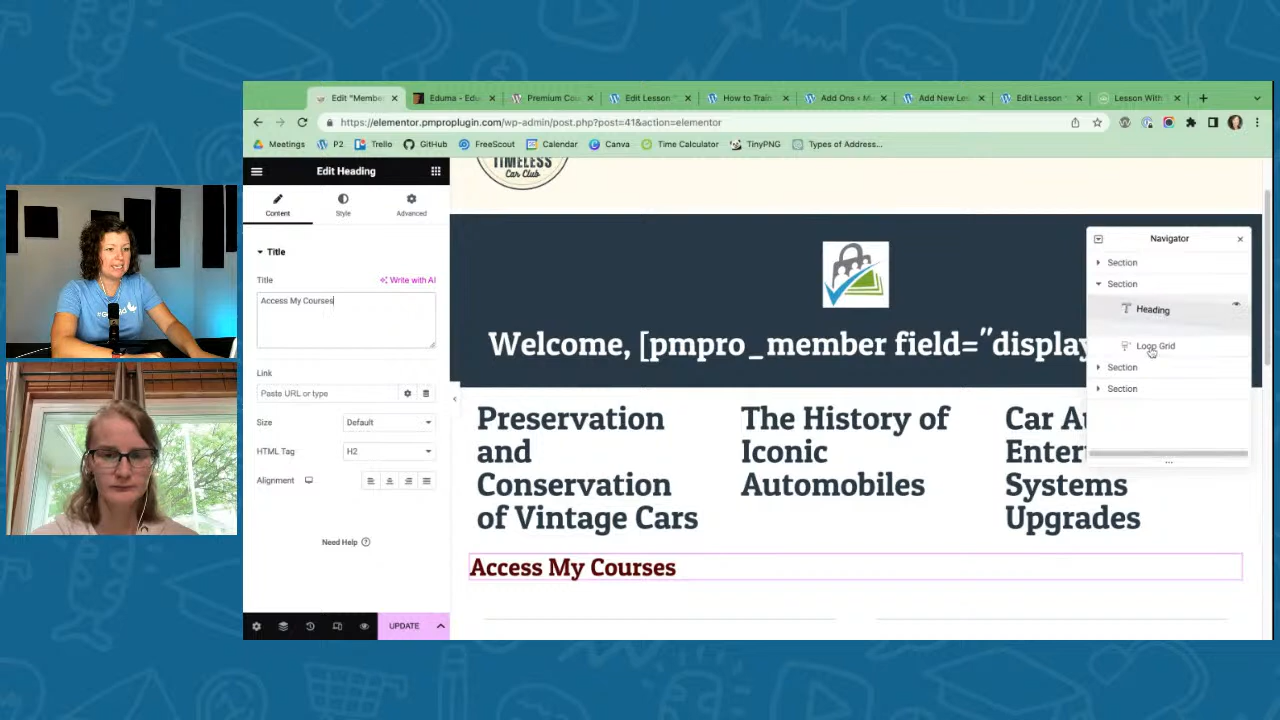 Edit "Membe
Eduma - Edu
Premium Cou
Edit Lesson "
How to Train
Add Ons ‹ M
Add New Les
Edit Lesson "
Lesson With
https://elementor.pmproplugin.com/wp-admin/post.php?post=41&action=elementor
Meetings
P2
Trello
GitHub
FreeScout
Calendar
Canva
Time Calculator
TinyPNG
Types of Address...
Edit Heading
Content
Style
Advanced
Title
Title
Write with AI
Access My Courses
Link
Paste URL or type
Size
Default
HTML Tag
H2
Alignment
Need Help
UPDATE
TIMELESS
Car Club
Welcome, [pmpro_member field="display
Preservation
and
Conservation
of Vintage Cars
The History of
Iconic
Automobiles
Car Au
Entert
Systems
Upgrades
Access My Courses
Navigator
Section
Section
Heading
Loop Grid
Section
Section